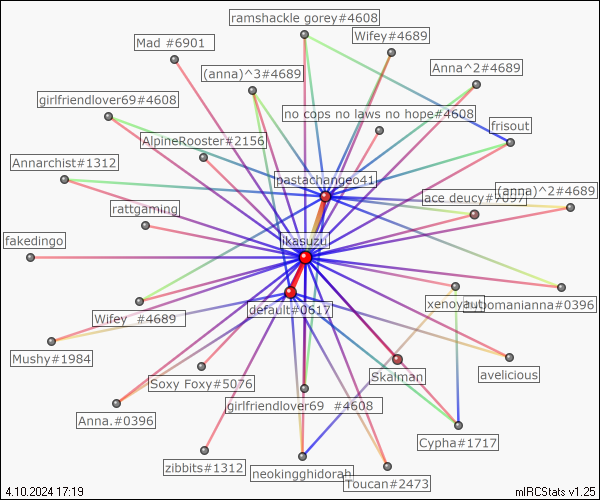 ramshackle gorey#4608
Wifey#4689
Mad #6901
Anna^2#4689
(anna)^3#4689
girlfriendlover69#4608
no cops no laws no hope#4608
frisout
AlpineRooster#2156
Annarchist#1312
pastachangeo41
ace deucy#7697
(anna)^2#4689
rattgaming
fakedingo
ikasuzu
xenoyaut
default#0617
Wifey #4689
Mushy#1984
avelicious
Skalman
Soxy Foxy#5076
girlfriendlover69 #4608
Anna.#0396
Cypha#1717
zibbits#1312
neokingghidorah
Toucan#2473
4.10.2024 17:19
mIRCStats v1.25